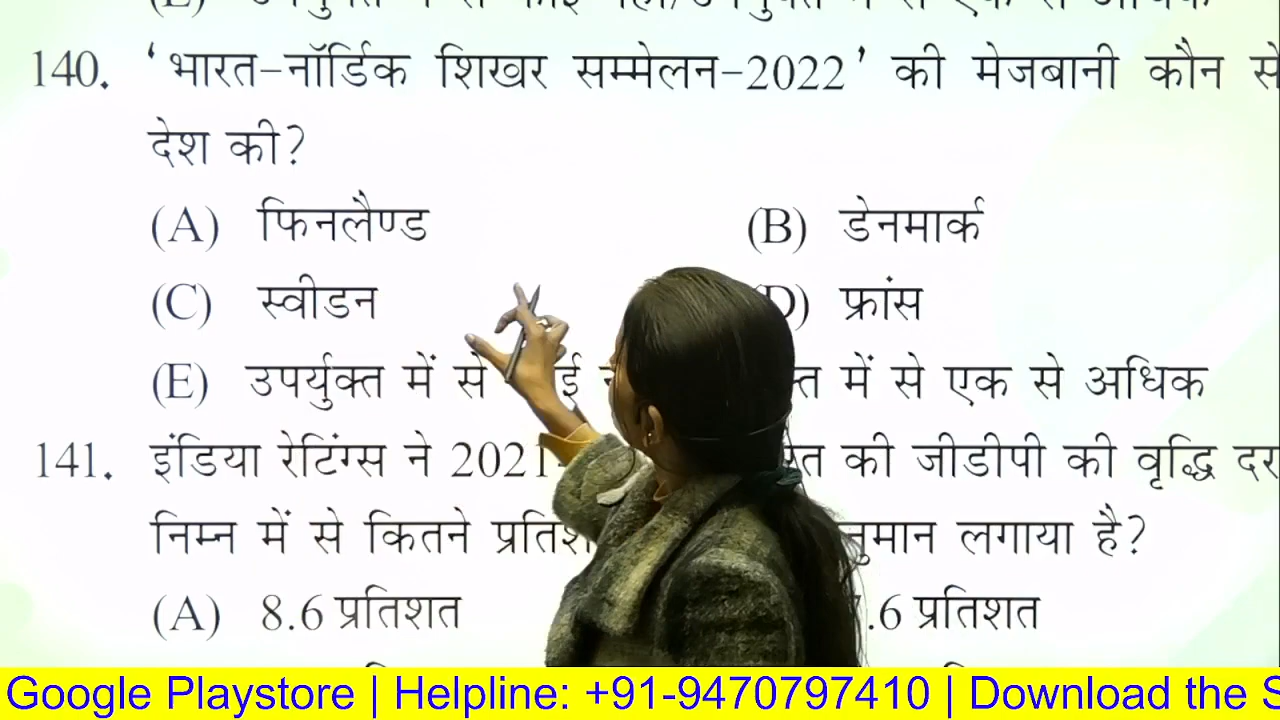 140. ‘भारत-नॉर्डिक शिखर सम्मेलन-2022’ की मेजबानी कौन से
देश की?
(A) फिनलैण्ड (B) डेनमार्क
(C) स्वीडन D) फ्रांस
(E) उपर्युक्त में से में से एक से अधिक
141. इंडिया रेटिंग्स ने 2021 की जीडीपी की वृद्धि दर
निम्न में से कितने लगाया है?
(A) 8.6 प्रतिशत .6 प्रतिशत
Google Playstore | Helpline: +91-9470797410 | Download the S